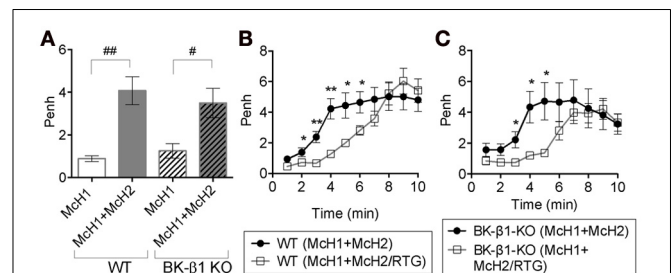 A
6
4
2
0
Penh
##
#
McH1
McH1+McH2
McH1
McH1+McH2
WT
BK-β1 KO
B
8
6
4
2
0
Penh
*
**
**
*
*
0 2 4 6 8 10
Time (min)
WT (McH1+McH2)
WT (McH1+McH2/RTG)
C
8
6
4
2
0
Penh
*
*
*
0 2 4 6 8 10
Time (min)
BK-β1-KO (McH1+McH2)
BK-β1-KO (McH1+
McH2/RTG)